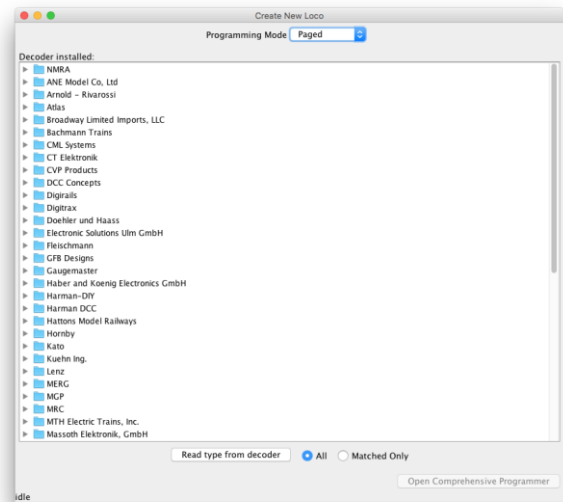 Create New Loco
Programming Mode Paged
Decoder installed:
NMRA
ANE Model Co, Ltd
Arnold - Rivarossi
Atlas
Broadway Limited Imports, LLC
Bachmann Trains
CML Systems
CT Elektronik
CVP Products
DCC Concepts
Digirails
Digitrax
Doehler und Haass
Electronic Solutions Ulm GmbH
Fleischmann
GFB Designs
Gaugemaster
Haber and Koenig Electronics GmbH
Harman-DIY
Harman DCC
Hattons Model Railways
Hornby
Kato
Kuehn Ing.
Lenz
MERG
MGP
MRC
MTH Electric Trains, Inc.
Massoth Elektronik, GmbH
Read type from decoder All Matched Only
Open Comprehensive Programmer
idle